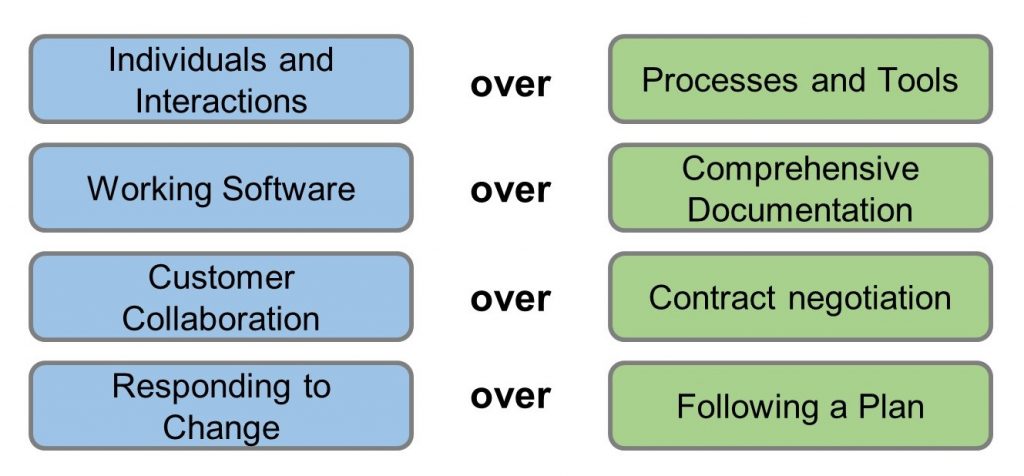 Individuals and
Interactions
over
Processes and Tools
Working Software
over
Comprehensive
Documentation
Customer
Collaboration
over
Contract negotiation
Responding to
Change
over
Following a Plan